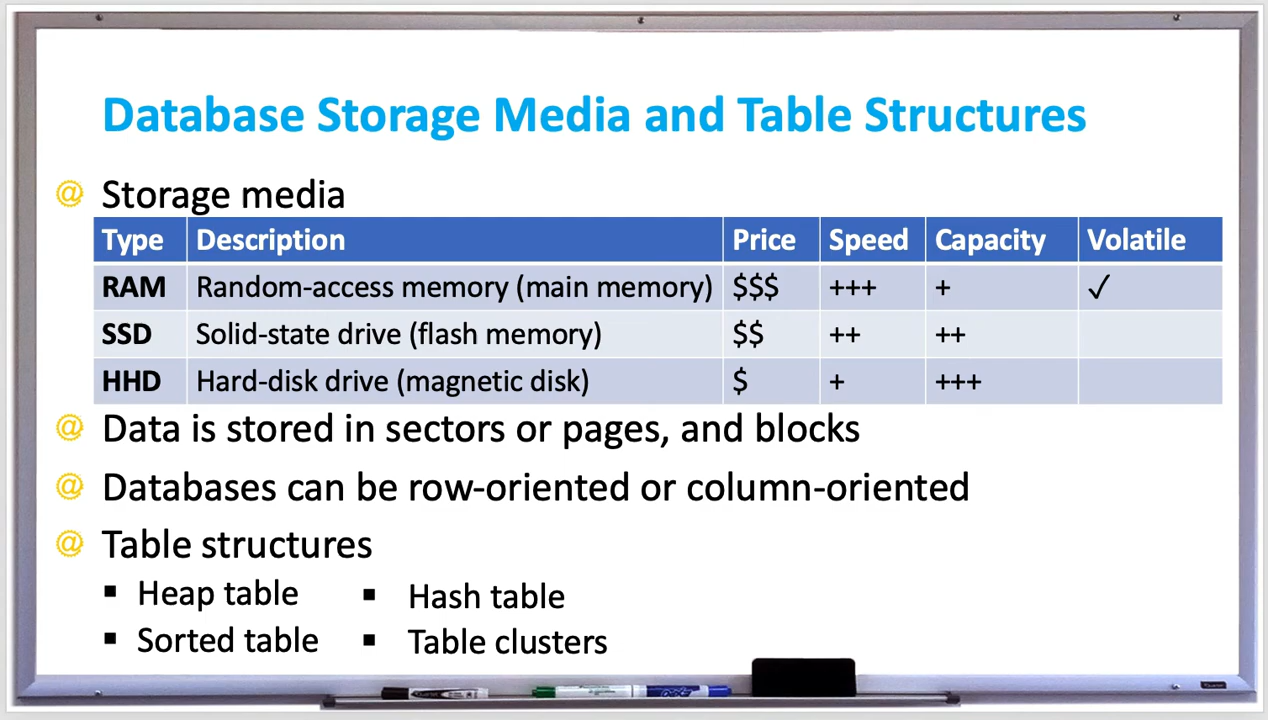 Database Storage Media and Table Structures
@ Storage media
Type Description Price Speed Capacity Volatile
RAM Random-access memory (main memory) $$$ +++ + ✓
SSD Solid-state drive (flash memory) $$ ++ ++
HHD Hard-disk drive (magnetic disk) $ + +++
@ Data is stored in sectors or pages, and blocks
@ Databases can be row-oriented or column-oriented
@ Table structures
▪ Heap table ▪ Hash table
▪ Sorted table ▪ Table clusters